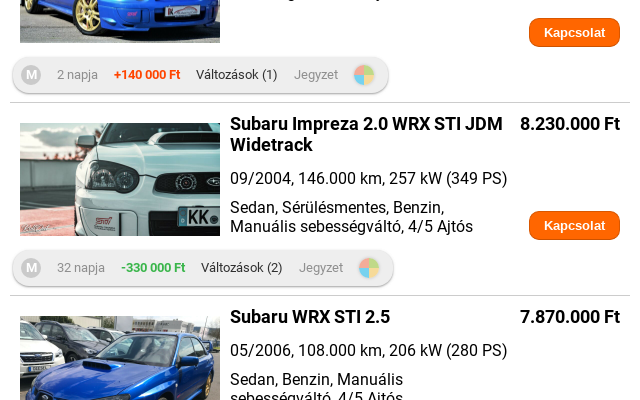 Kapcsolat
M 2 napja +140 000 Ft Változások (1) Jegyzet
Subaru Impreza 2.0 WRX STI JDM 8.230.000 Ft
Widetrack
09/2004, 146.000 km, 257 kW (349 PS)
Sedan, Sérülésmentes, Benzin,
Manuális sebességváltó, 4/5 Ajtós
Kapcsolat
KK
M 32 napja -330 000 Ft Változások (2) Jegyzet
Subaru WRX STI 2.5 7.870.000 Ft
05/2006, 108.000 km, 206 kW (280 PS)
Sedan, Benzin, Manuális
sebességváltó, 4/5 Ajtós